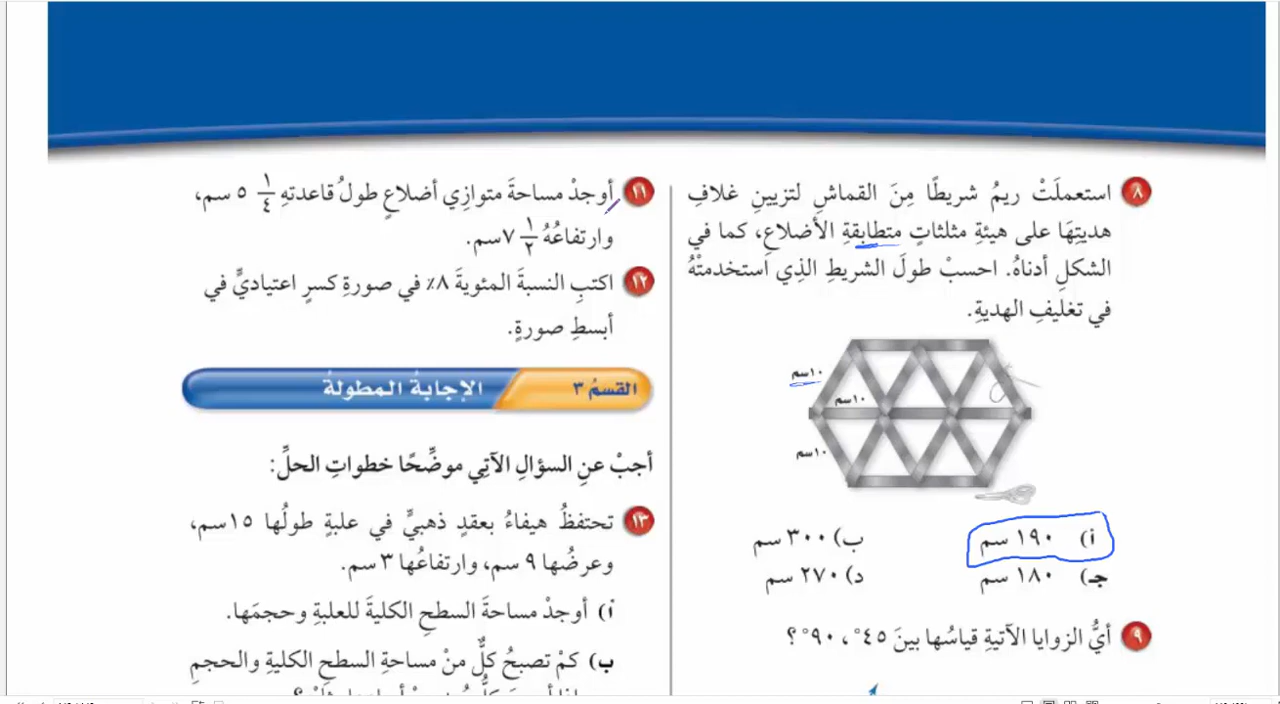 ٨ استعملَتْ ريمُ شريطًا مِنَ القماشِ لتزيينِ غلافِ
هديتِهَا على هيئةِ مثلثاتٍ متطابقةِ الأضلاعِ، كما في
الشكلِ أدناهُ. احسبْ طولَ الشريطِ الذِي استخدمتْهُ
في تغليفِ الهديةِ.
١٠سم
١٠سم
١٠سم
أ) ١٩٠ سم
ب) ٣٠٠ سم
جـ) ١٨٠ سم
د) ٢٧٠ سم
٩ أيُّ الزوايا الآتيةِ قياسُها بينَ ٤٥°، ٩٠°؟
١١ أوجدْ مساحةَ متوازِي أضلاعٍ طولُ قاعدتهِ ١/٤ ٥ سم،
وارتفاعُهُ ١/٢ ٧سم.
١٢ اكتبِ النسبةَ المئويةَ ٨٪ في صورةِ كسرٍ اعتياديٍّ في
أبسطِ صورةٍ.
القسمُ ٣ الإجابةُ المطولةُ
أجبْ عنِ السؤالِ الآتِي موضِّحًا خطواتِ الحلِّ:
١٣ تحتفظُ هيفاءُ بعقدٍ ذهبيٍّ في علبةٍ طولُها ١٥سم،
وعرضُها ٩ سم، وارتفاعُها ٣ سم.
أ) أوجدْ مساحةَ السطحِ الكليةَ للعلبةِ وحجمَها.
ب) كمْ تصبحُ كلٌّ منْ مساحةِ السطحِ الكليةِ والحجمِ